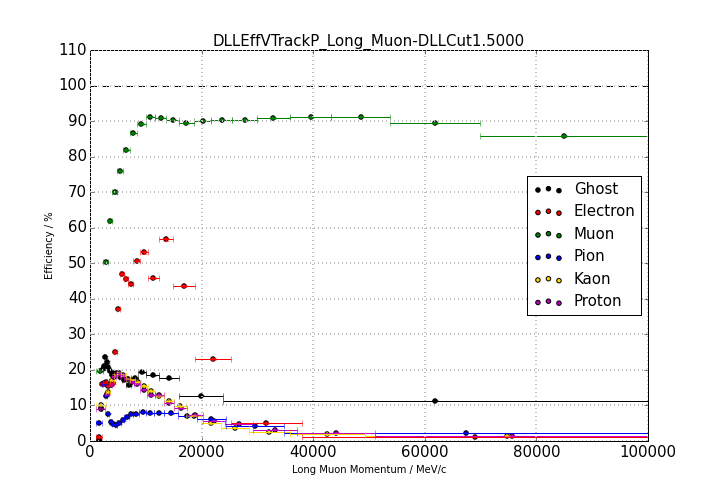 DLLEffVTrackP_Long_Muon-DLLCut1.5000
110
100
90
80
70
60
50
40
30
20
10
0
Efficiency / %
Ghost
Electron
Muon
Pion
Kaon
Proton
0 20000 40000 60000 80000 100000
Long Muon Momentum / MeV/c